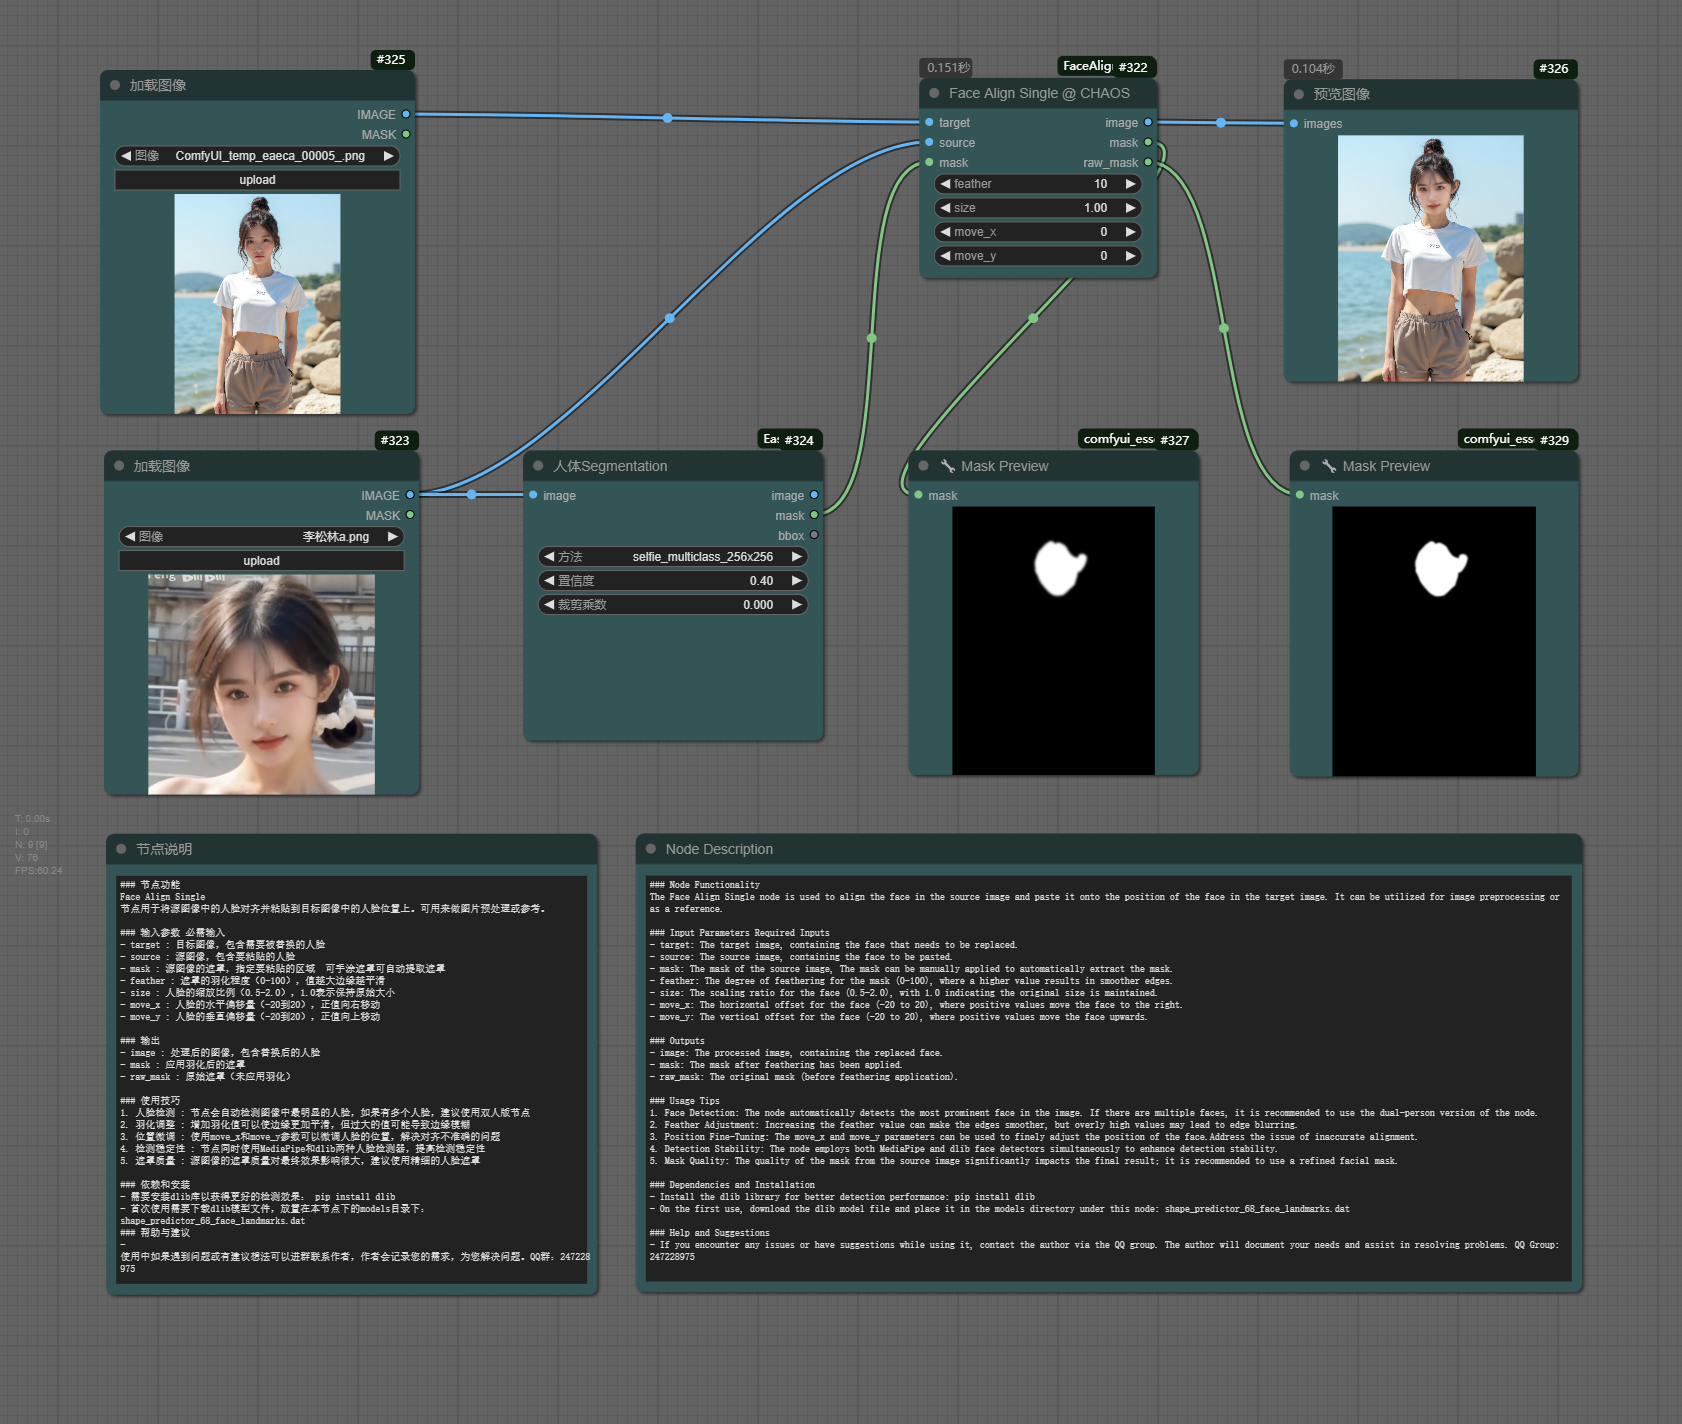 #325
加载图像
IMAGE
MASK
图像 ComfyUI_temp_eaeca_00005_.png
upload
0.151秒
#322
Face Align Single @ CHAOS
target image
source mask
mask raw_mask
feather 10
size 1.00
move_x 0
move_y 0
0.104秒
#326
预览图像
images
#323
加载图像
IMAGE
MASK
图像 李松林a.png
upload
#324
人体Segmentation
image image
mask
bbox
方法 selfie_multiclass_256x256
置信度 0.40
裁剪乘数 0.000
#327
Mask Preview
mask
#329
Mask Preview
mask
T: 0.00s
I: 0
N: 9 [9]
V: 76
FPS:60.24
节点说明
### 节点功能
Face Align Single
节点用于将源图像中的人脸对齐并粘贴到目标图像中的人脸位置上。可用来做图片预处理或参考。
### 输入参数 必需输入
- target : 目标图像，包含需要被替换的人脸
- source : 源图像，包含要粘贴的人脸
- mask : 源图像的遮罩，指定要粘贴的区域 可手涂遮罩可自动提取遮罩
- feather : 遮罩的羽化程度（0-100），值越大边缘越平滑
- size : 人脸的缩放比例（0.5-2.0），1.0表示保持原始大小
- move_x : 人脸的水平偏移量（-20到20），正值向右移动
- move_y : 人脸的垂直偏移量（-20到20），正值向上移动
### 输出
- image : 处理后的图像，包含替换后的人脸
- mask : 应用羽化后的遮罩
- raw_mask : 原始遮罩（未应用羽化）
### 使用技巧
1. 人脸检测 : 节点会自动检测图像中最明显的人脸，如果有多个人脸，建议使用双人版节点
2. 羽化调整 : 增加羽化值可以使边缘更加平滑，但过大的值可能导致边缘模糊
3. 位置微调 : 使用move_x和move_y参数可以微调人脸的位置，解决对齐不准确的问题
4. 检测稳定性 : 节点同时使用MediaPipe和dlib两种人脸检测器，提高检测稳定性
5. 遮罩质量 : 源图像的遮罩质量对最终效果影响很大，建议使用精细的人脸遮罩
### 依赖和安装
- 需要安装dlib库以获得更好的检测效果： pip install dlib
- 首次使用需要下载dlib模型文件，放置在本节点下的models目录下：
shape_predictor_68_face_landmarks.dat
### 帮助与建议
-
使用中如果遇到问题或有建议想法可以进群联系作者，作者会记录您的需求，为您解决问题。QQ群：247228
975
Node Description
### Node Functionality
The Face Align Single node is used to align the face in the source image and paste it onto the position of the face in the target image. It can be utilized for image preprocessing or
as a reference.
### Input Parameters Required Inputs
- target: The target image, containing the face that needs to be replaced.
- source: The source image, containing the face to be pasted.
- mask: The mask of the source image, The mask can be manually applied to automatically extract the mask.
- feather: The degree of feathering for the mask (0-100), where a higher value results in smoother edges.
- size: The scaling ratio for the face (0.5-2.0), with 1.0 indicating the original size is maintained.
- move_x: The horizontal offset for the face (-20 to 20), where positive values move the face to the right.
- move_y: The vertical offset for the face (-20 to 20), where positive values move the face upwards.
### Outputs
- image: The processed image, containing the replaced face.
- mask: The mask after feathering has been applied.
- raw_mask: The original mask (before feathering application).
### Usage Tips
1. Face Detection: The node automatically detects the most prominent face in the image. If there are multiple faces, it is recommended to use the dual-person version of the node.
2. Feather Adjustment: Increasing the feather value can make the edges smoother, but overly high values may lead to edge blurring.
3. Position Fine-Tuning: The move_x and move_y parameters can be used to finely adjust the position of the face.Address the issue of inaccurate alignment.
4. Detection Stability: The node employs both MediaPipe and dlib face detectors simultaneously to enhance detection stability.
5. Mask Quality: The quality of the mask from the source image significantly impacts the final result; it is recommended to use a refined facial mask.
### Dependencies and Installation
- Install the dlib library for better detection performance: pip install dlib
- On the first use, download the dlib model file and place it in the models directory under this node: shape_predictor_68_face_landmarks.dat
### Help and Suggestions
- If you encounter any issues or have suggestions while using it, contact the author via the QQ group. The author will document your needs and assist in resolving problems. QQ Group:
247228975